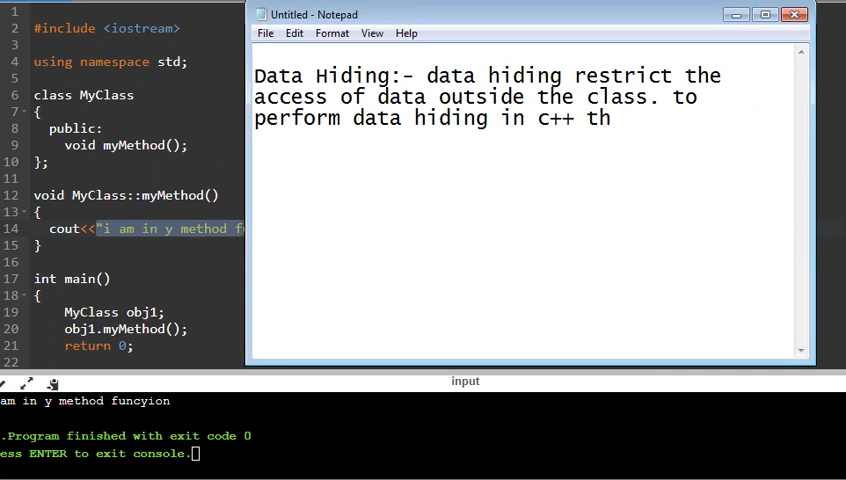 1
2 #include <iostream>
3
4 using namespace std;
5
6 class MyClass
7 {
8 public:
9 void myMethod();
10 };
11
12 void MyClass::myMethod()
13 {
14 cout<<"i am in y method f
15 }
16
17 int main()
18 {
19 MyClass obj1;
20 obj1.myMethod();
21 return 0;
22
Untitled - Notepad
File Edit Format View Help
Data Hiding:- data hiding restrict the
access of data outside the class. to
perform data hiding in c++ th
input
am in y method funcyion
.Program finished with exit code 0
ess ENTER to exit console.